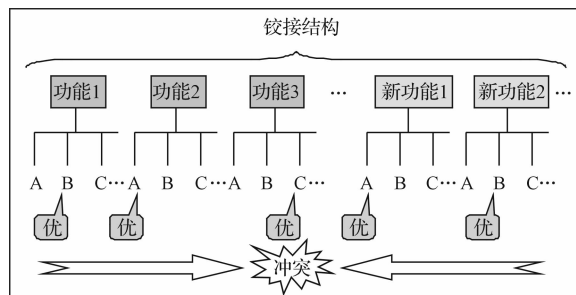 铰接结构
功能1 功能2 功能3 … 新功能1 新功能2 …
A B C… A B C… A B C… A B C… A B C…
优 优 优 优 优
冲突